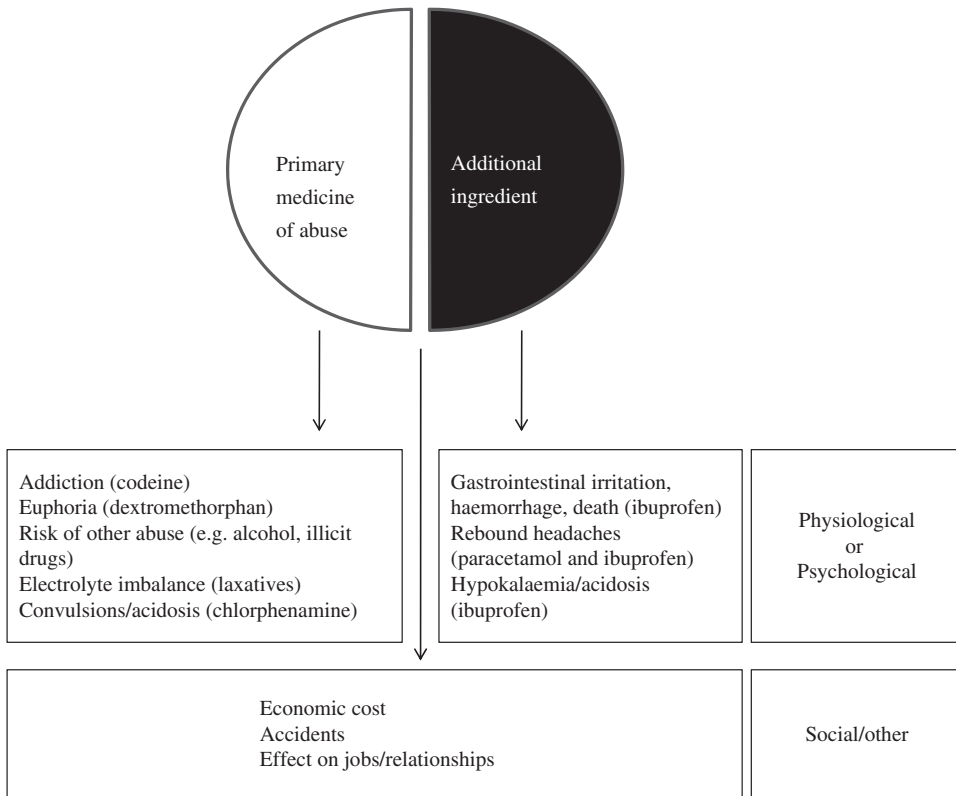 Primary
medicine
of abuse
Additional
ingredient
Addiction (codeine)
Euphoria (dextromethorphan)
Risk of other abuse (e.g. alcohol, illicit
drugs)
Electrolyte imbalance (laxatives)
Convulsions/acidosis (chlorphenamine)
Gastrointestinal irritation,
haemorrhage, death (ibuprofen)
Rebound headaches
(paracetamol and ibuprofen)
Hypokalaemia/acidosis
(ibuprofen)
Physiological
or
Psychological
Economic cost
Accidents
Effect on jobs/relationships
Social/other